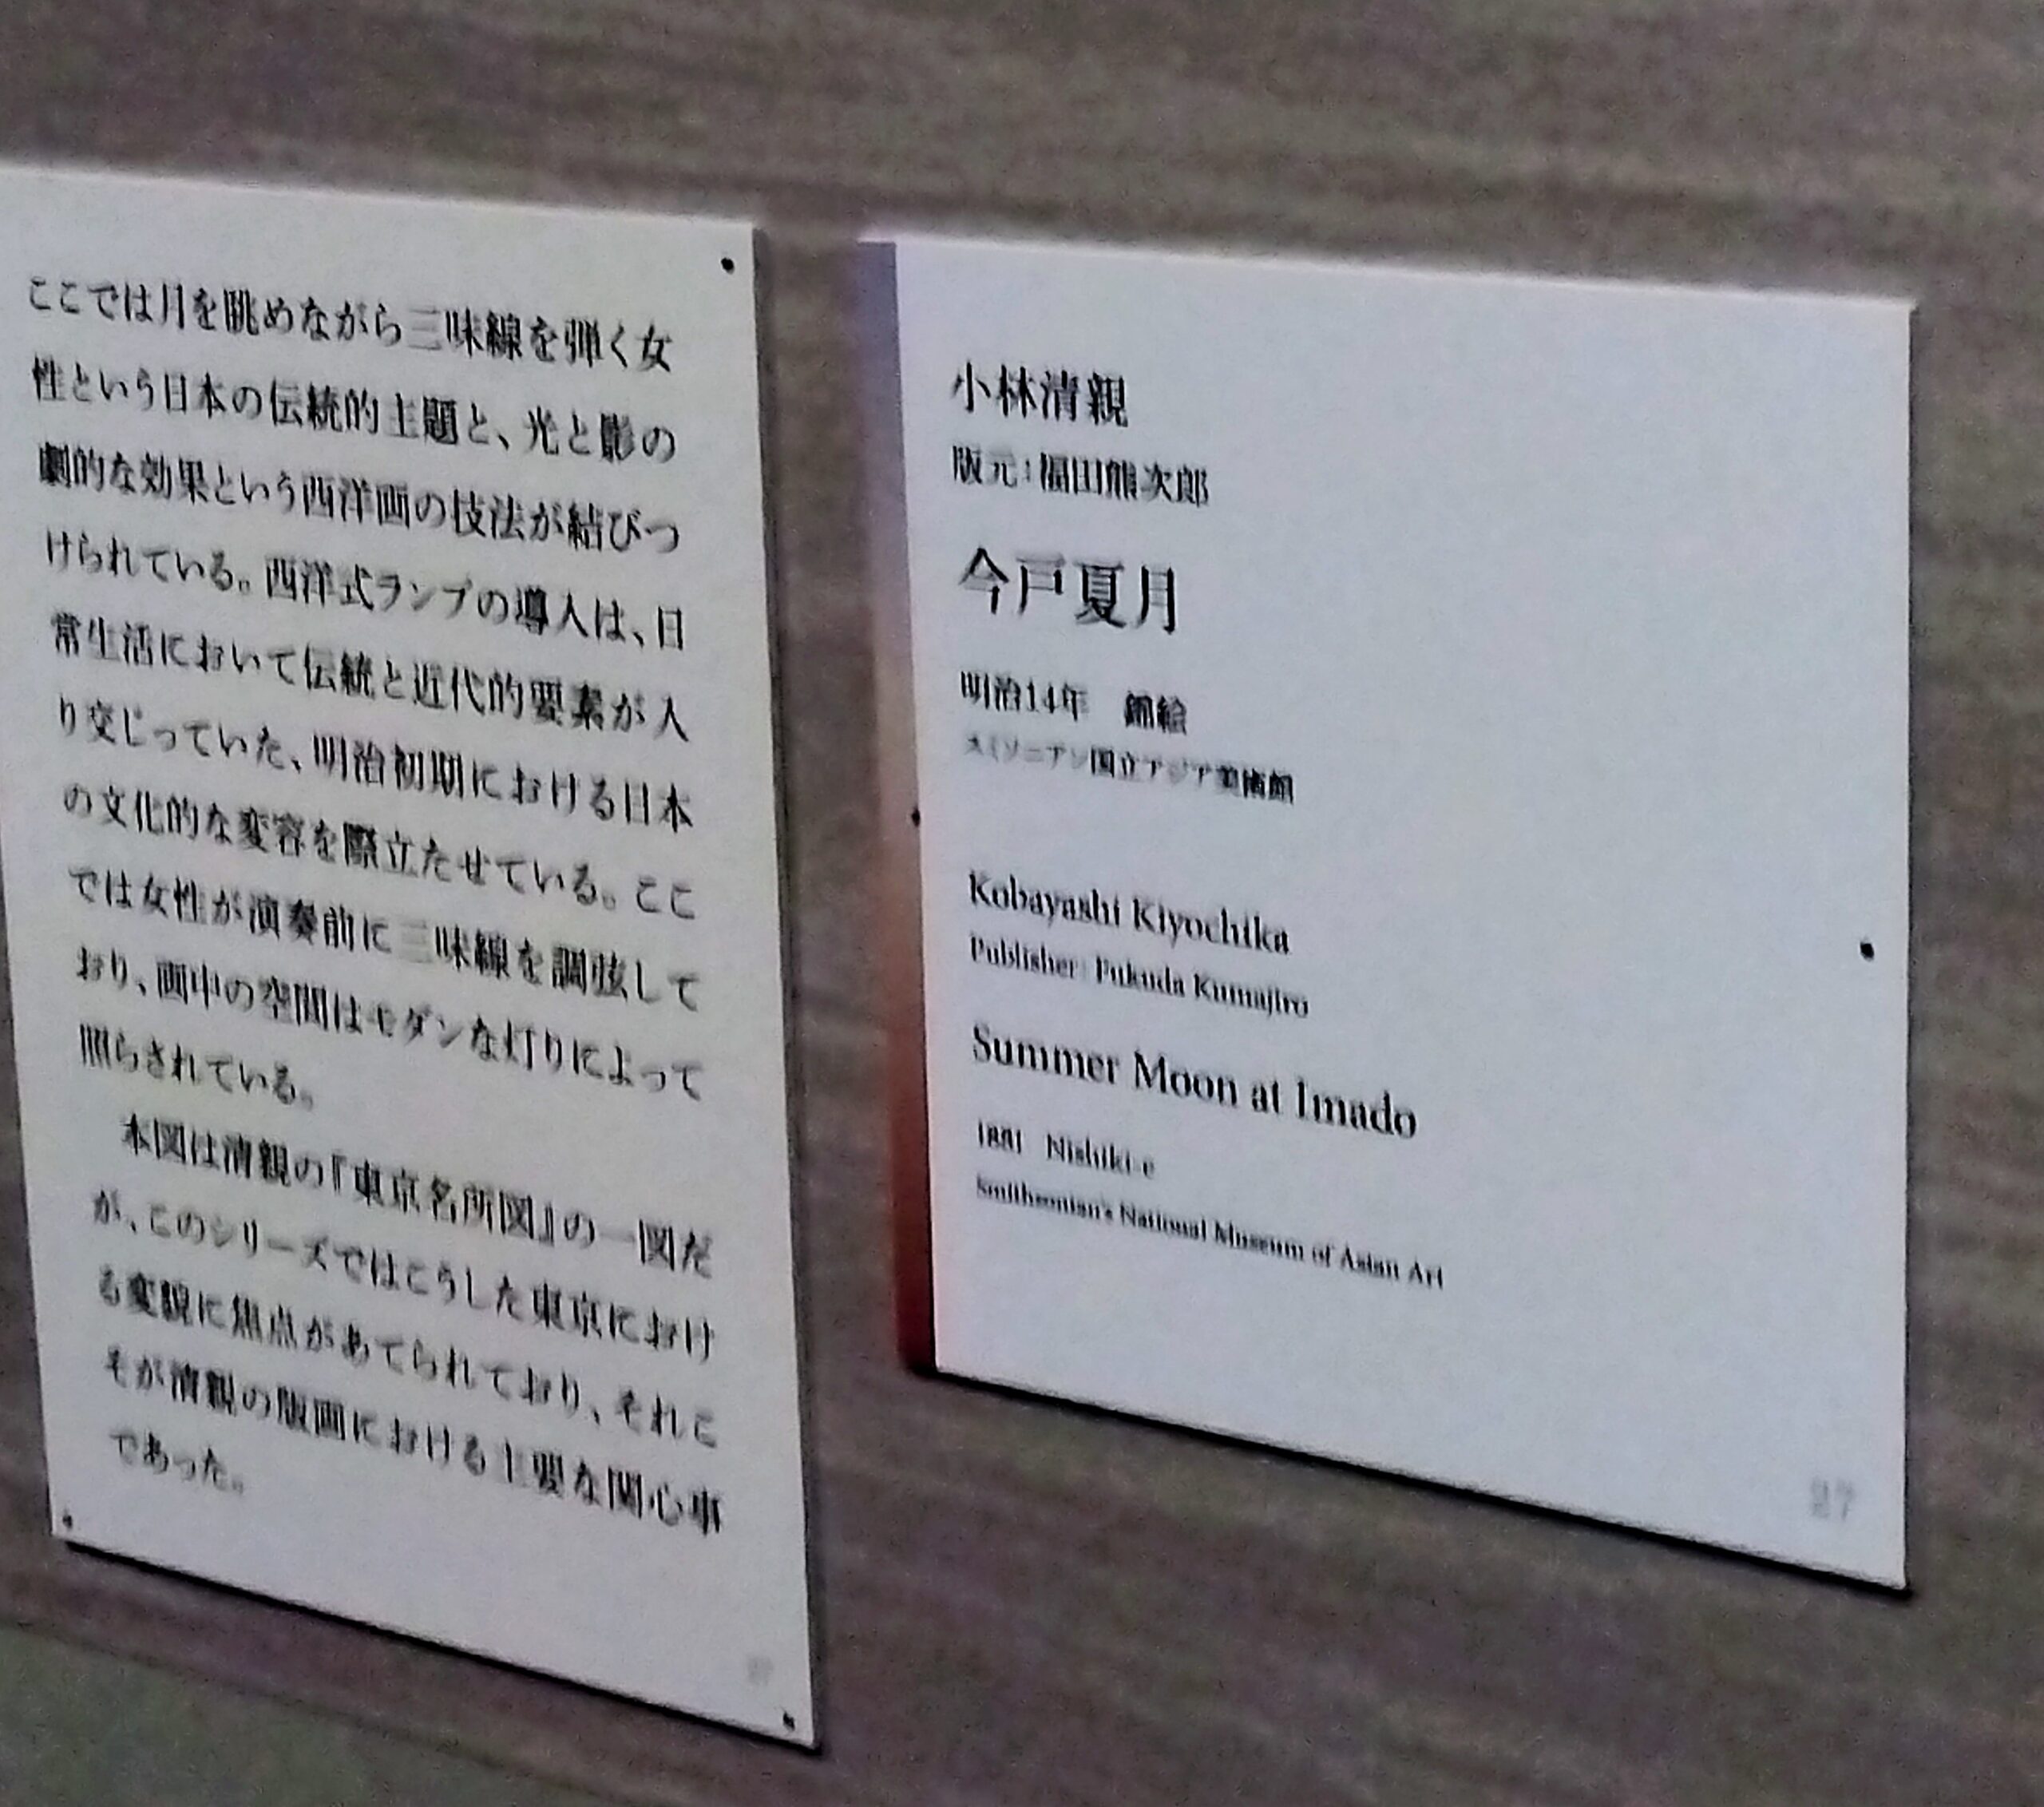 ここでは月を眺めながら三味線を弾く女
性という日本の伝統的主題と、光と影の
劇的な効果という西洋画の技法が結びつ
けられている。西洋式ランプの導入は、日
常生活において伝統と近代的要素が入
り交じっていた、明治初期における日本
の文化的な変容を際立たせている。ここ
では女性が演奏前に三味線を調弦して
おり、画中の空間はモダンな灯りによって
照らされている。
本図は清親の『東京名所図』の一図だ
が、このシリーズではこうした東京におけ
る変貌に焦点があてられており、それこ
そが清親の版画における主要な関心事
であった。
小林清親
版元:福田熊次郎
今戸夏月
明治14年 錦絵
スミソニアン国立アジア美術館
Kobayashi Kiyochika
Publisher: Fukuda Kumajiro
Summer Moon at Imado
1881 Nishiki-e
Smithsonian's National Museum of Asian Art
27